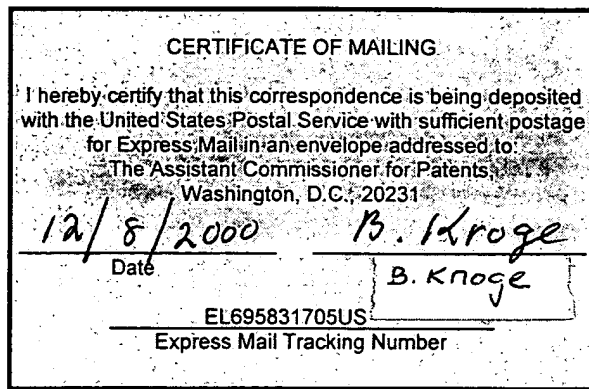 CERTIFICATE OF MAILING
I hereby certify that this correspondence is being deposited
with the United States Postal Service with sufficient postage
for Express Mail in an envelope addressed to:
The Assistant Commissioner for Patents,
Washington, D.C., 20231
12/8/2000 B. Kroge
Date B. Kroge
EL695831705US
Express Mail Tracking Number